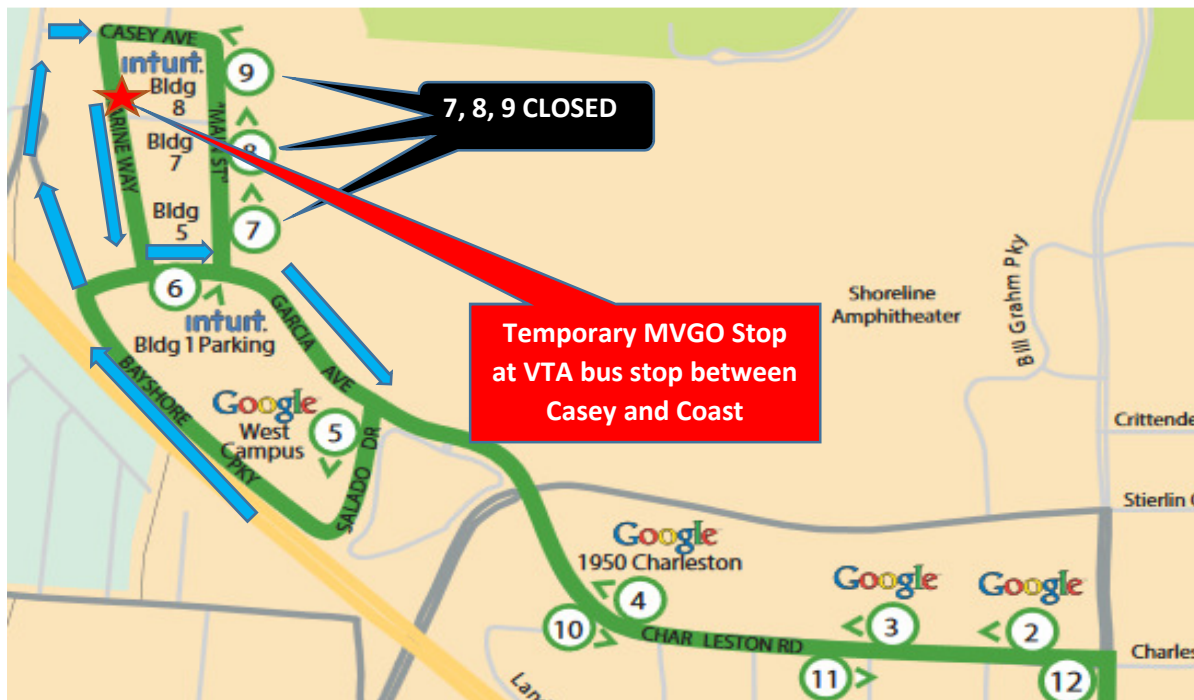 CASEY AVE
intuit.
Bldg
8
9
7, 8, 9 CLOSED
ARINE WAY
"MAIN ST"
Bldg
7
8
Bldg
5
7
6
intuit.
Bldg 1 Parking
GARCIA AVE
Shoreline
Amphitheater
Bill Grahm Pky
Temporary MVGO Stop
at VTA bus stop between
Casey and Coast
BAYSHORE PKY
Google
West
Campus
5
SALADO DR
Crittende
Stierlin
Google
1950 Charleston
4
Google
3
Google
2
10
CHAR LESTON RD
Charles
11
12
Lan